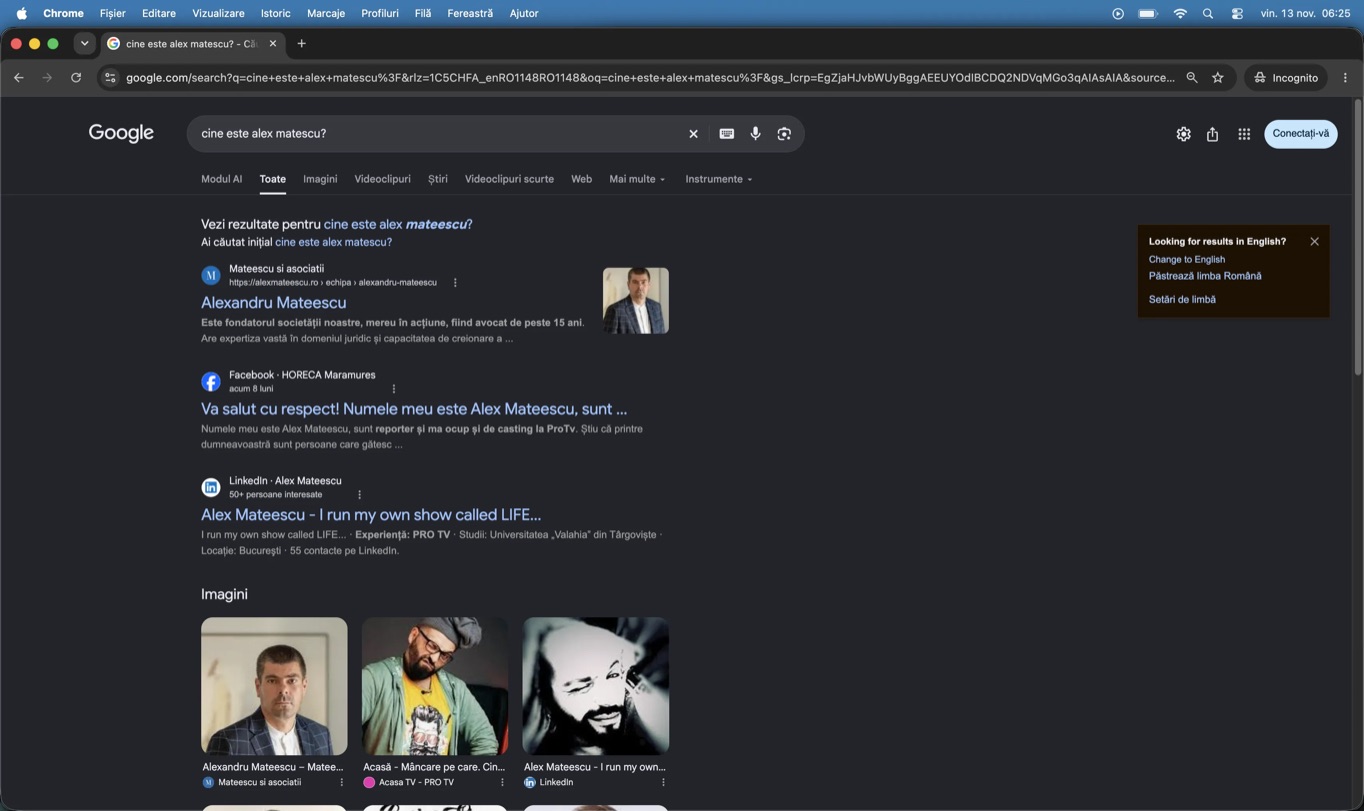 Chrome Fișier Editare Vizualizare Istoric Marcaje Profiluri Filă Fereastră Ajutor vin. 13 nov. 06:25
cine este alex matescu? - Că
google.com/search?q=cine+este+alex+matescu%3F&rlz=1C5CHFA_enRO1148RO1148&oq=cine+este+alex+matescu%3F&gs_lcrp=EgZjaHJvbWUyBggAEEUYOdIBCDQ2NDVqMGo3qAIAsAIA&source... Incognito
Google
cine este alex matescu?
Conectați-vă
Modul AI Toate Imagini Videoclipuri Știri Videoclipuri scurte Web Mai multe Instrumente
Vezi rezultate pentru cine este alex mateescu?
Ai căutat inițial cine este alex matescu?
Looking for results in English?
Change to English
Păstrează limba Română
Setări de limbă
M
Mateescu si asociatii
https://alexmateescu.ro › echipa › alexandru-mateescu
Alexandru Mateescu
Este fondatorul societății noastre, mereu în acțiune, fiind avocat de peste 15 ani.
Are expertiza vastă în domeniul juridic și capacitatea de creionare a ...
Facebook · HORECA Maramures
acum 8 luni
Va salut cu respect! Numele meu este Alex Mateescu, sunt ...
Numele meu este Alex Mateescu, sunt reporter și ma ocup și de casting la ProTv. Știu că printre
dumneavoastră sunt persoane care gătesc ...
LinkedIn · Alex Mateescu
50+ persoane interesate
Alex Mateescu - I run my own show called LIFE...
I run my own show called LIFE... · Experiență: PRO TV · Studii: Universitatea „Valahia” din Târgoviște ·
Locație: București · 55 contacte pe LinkedIn.
Imagini
Alexandru Mateescu – Matee...
M Mateescu si asociatii
Acasă - Mâncare pe care. Cin...
Acasa TV - PRO TV
Alex Mateescu - I run my own...
LinkedIn